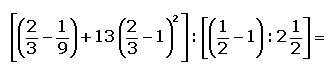 [(2/3 − 1/9) + 13(2/3 − 1)²] : [(1/2 − 1) : 2 1/2] =